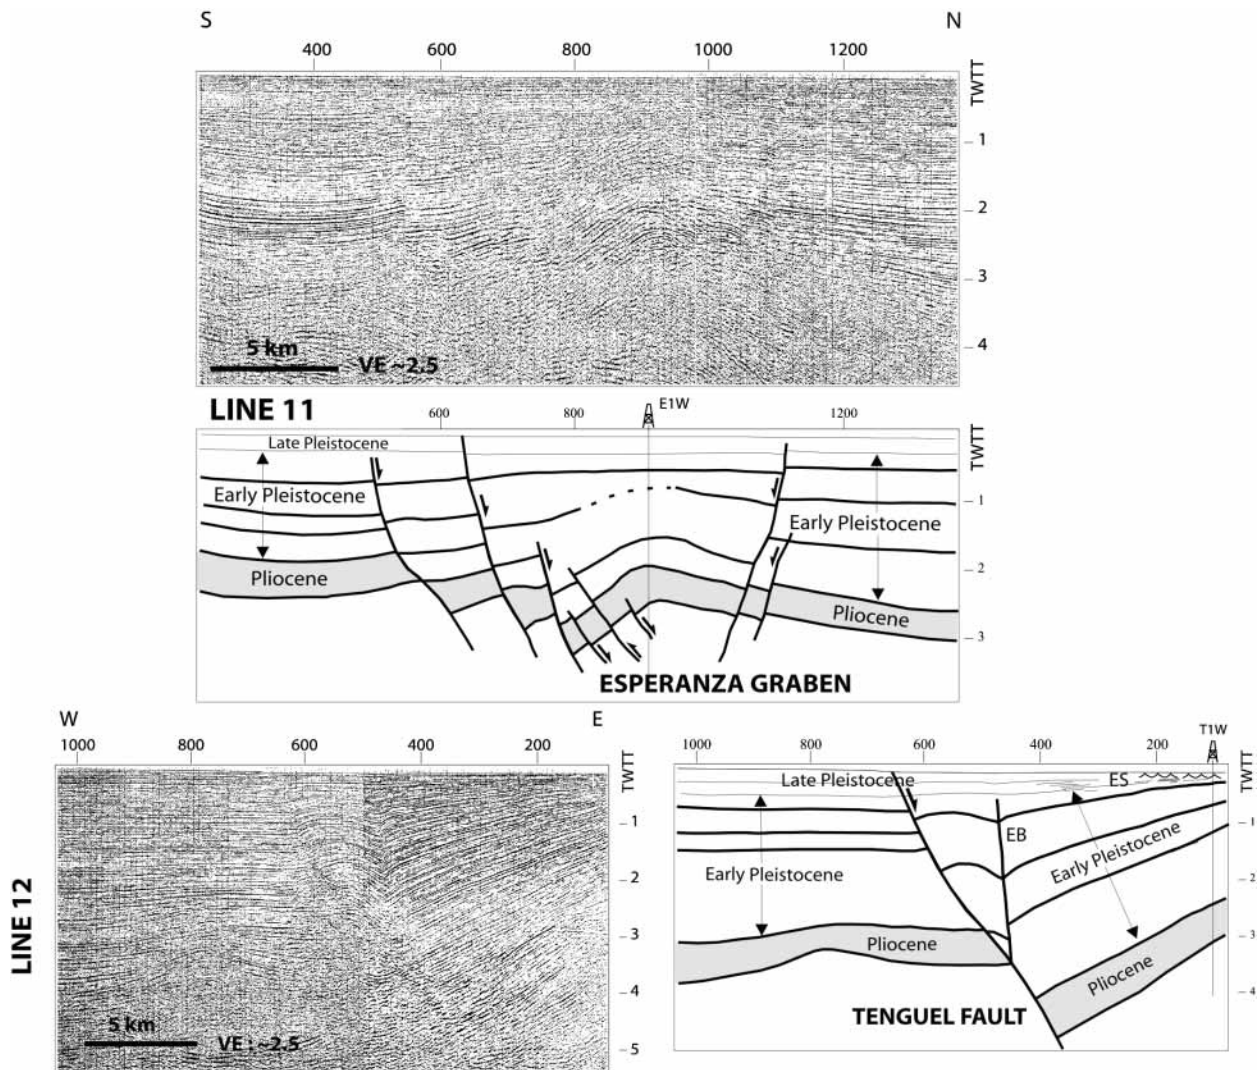 S N
400 600 800 1000 1200
TWTT
1
2
3
4
5 km VE ~2.5
LINE 11
600 800 E1W 1200
TWTT
Late Pleistocene
Early Pleistocene
Early Pleistocene
Pliocene
Pliocene
1
2
3
ESPERANZA GRABEN
W E
1000 800 600 400 200
TWTT
1
2
3
4
5
LINE 12
5 km VE : ~2.5
T1W
1000 800 600 400 200
TWTT
Late Pleistocene ES
EB
Early Pleistocene
Early Pleistocene
Pliocene
Pliocene
1
2
3
4
TENGUEL FAULT